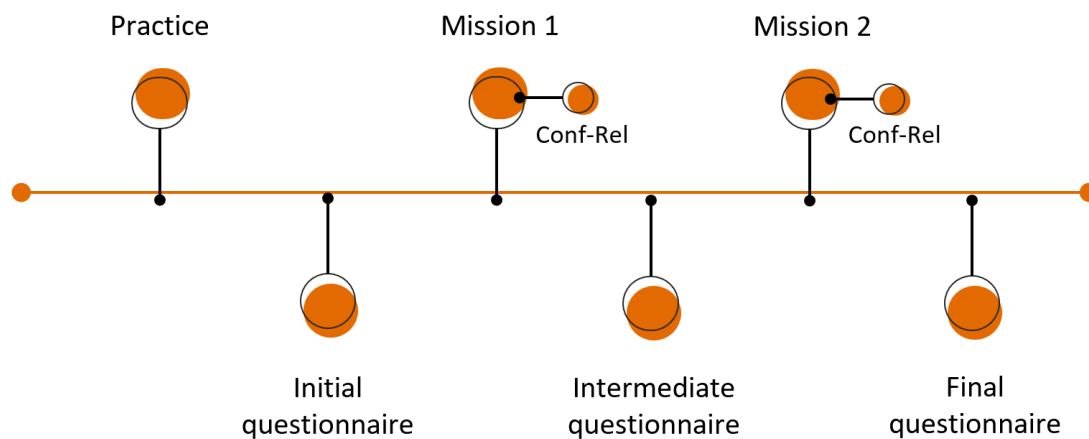 Practice
Mission 1
Mission 2
Conf-Rel
Conf-Rel
Initial
questionnaire
Intermediate
questionnaire
Final
questionnaire